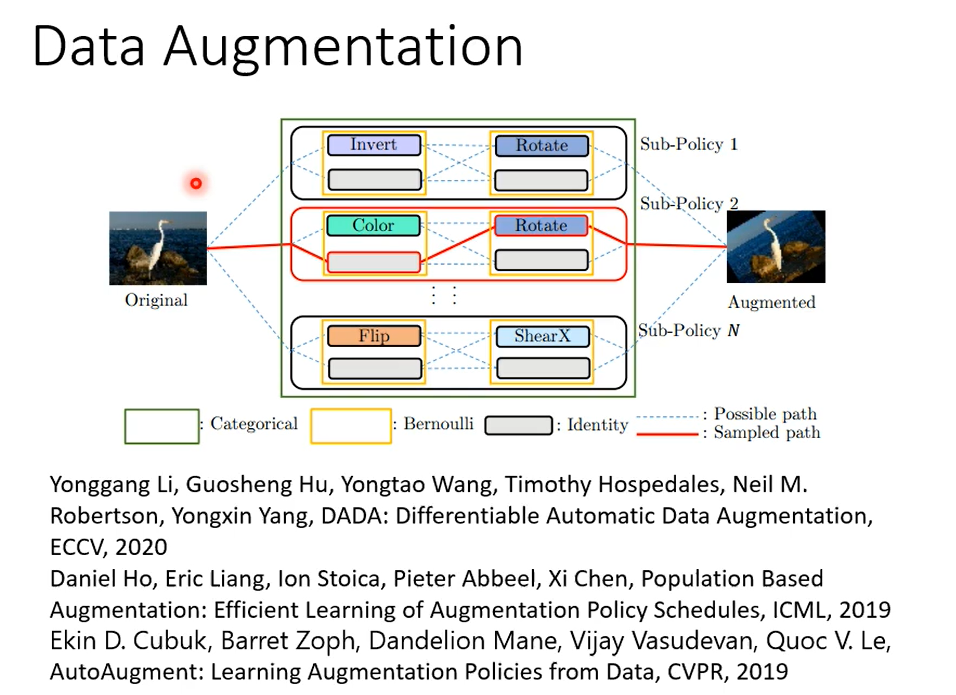 Data Augmentation
Invert
Rotate
Sub-Policy 1
Sub-Policy 2
Color
Rotate
Original
Augmented
Sub-Policy N
Flip
ShearX
: Categorical
: Bernoulli
: Identity
: Possible path
: Sampled path
Yonggang Li, Guosheng Hu, Yongtao Wang, Timothy Hospedales, Neil M.
Robertson, Yongxin Yang, DADA: Differentiable Automatic Data Augmentation,
ECCV, 2020
Daniel Ho, Eric Liang, Ion Stoica, Pieter Abbeel, Xi Chen, Population Based
Augmentation: Efficient Learning of Augmentation Policy Schedules, ICML, 2019
Ekin D. Cubuk, Barret Zoph, Dandelion Mane, Vijay Vasudevan, Quoc V. Le,
AutoAugment: Learning Augmentation Policies from Data, CVPR, 2019